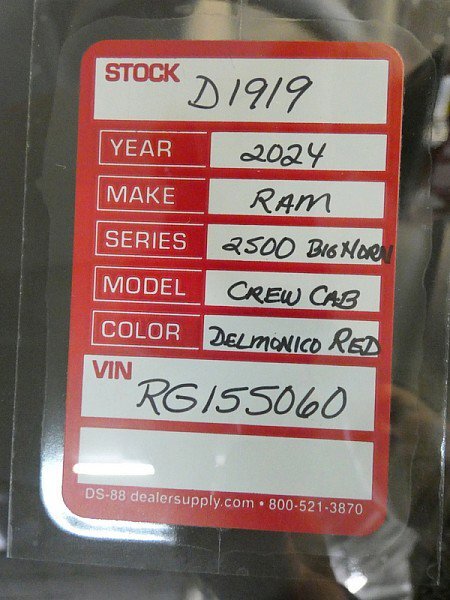 STOCK D1919
YEAR 2024
MAKE RAM
SERIES 2500 BIG HORN
MODEL CREW CAB
COLOR DELMONICO RED
VIN RG155060
DS-88 dealersupply.com • 800-521-3870